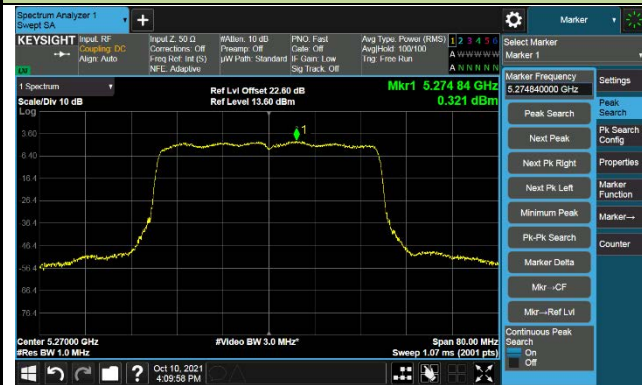 Spectrum Analyzer 1
Swept SA
+
Marker
KEYSIGHT
Input: RF
Coupling: DC
Align: Auto
Input Z: 50 Ω
Corrections: Off
Freq Ref: Int (S)
NFE: Adaptive
#Atten: 10 dB
Preamp: Off
µW Path: Standard
PNO: Fast
Gate: Off
IF Gain: Low
Sig Track: Off
Avg Type: Power (RMS)
Avg|Hold: 100/100
Trig: Free Run
1 2 3 4 5 6
A W W W W W
A N N N N N
LXI
Select Marker
Marker 1
1 Spectrum
Scale/Div 10 dB
Log
Ref Lvl Offset 22.60 dB
Ref Level 13.60 dBm
Mkr1 5.274 84 GHz
0.321 dBm
3.60
-6.40
-16.4
-26.4
-36.4
-46.4
-56.4
-66.4
-76.4
1
Center 5.27000 GHz
#Res BW 1.0 MHz
#Video BW 3.0 MHz*
Span 80.00 MHz
Sweep 1.07 ms (2001 pts)
Marker Frequency
5.274840000 GHz
Peak Search
Next Peak
Next Pk Right
Next Pk Left
Minimum Peak
Pk-Pk Search
Marker Delta
Mkr→CF
Mkr→Ref Lvl
Continuous Peak
Search
On
Off
Settings
Peak
Search
Pk Search
Config
Properties
Marker
Function
Marker→
Counter
?
Oct 10, 2021
4:09:58 PM